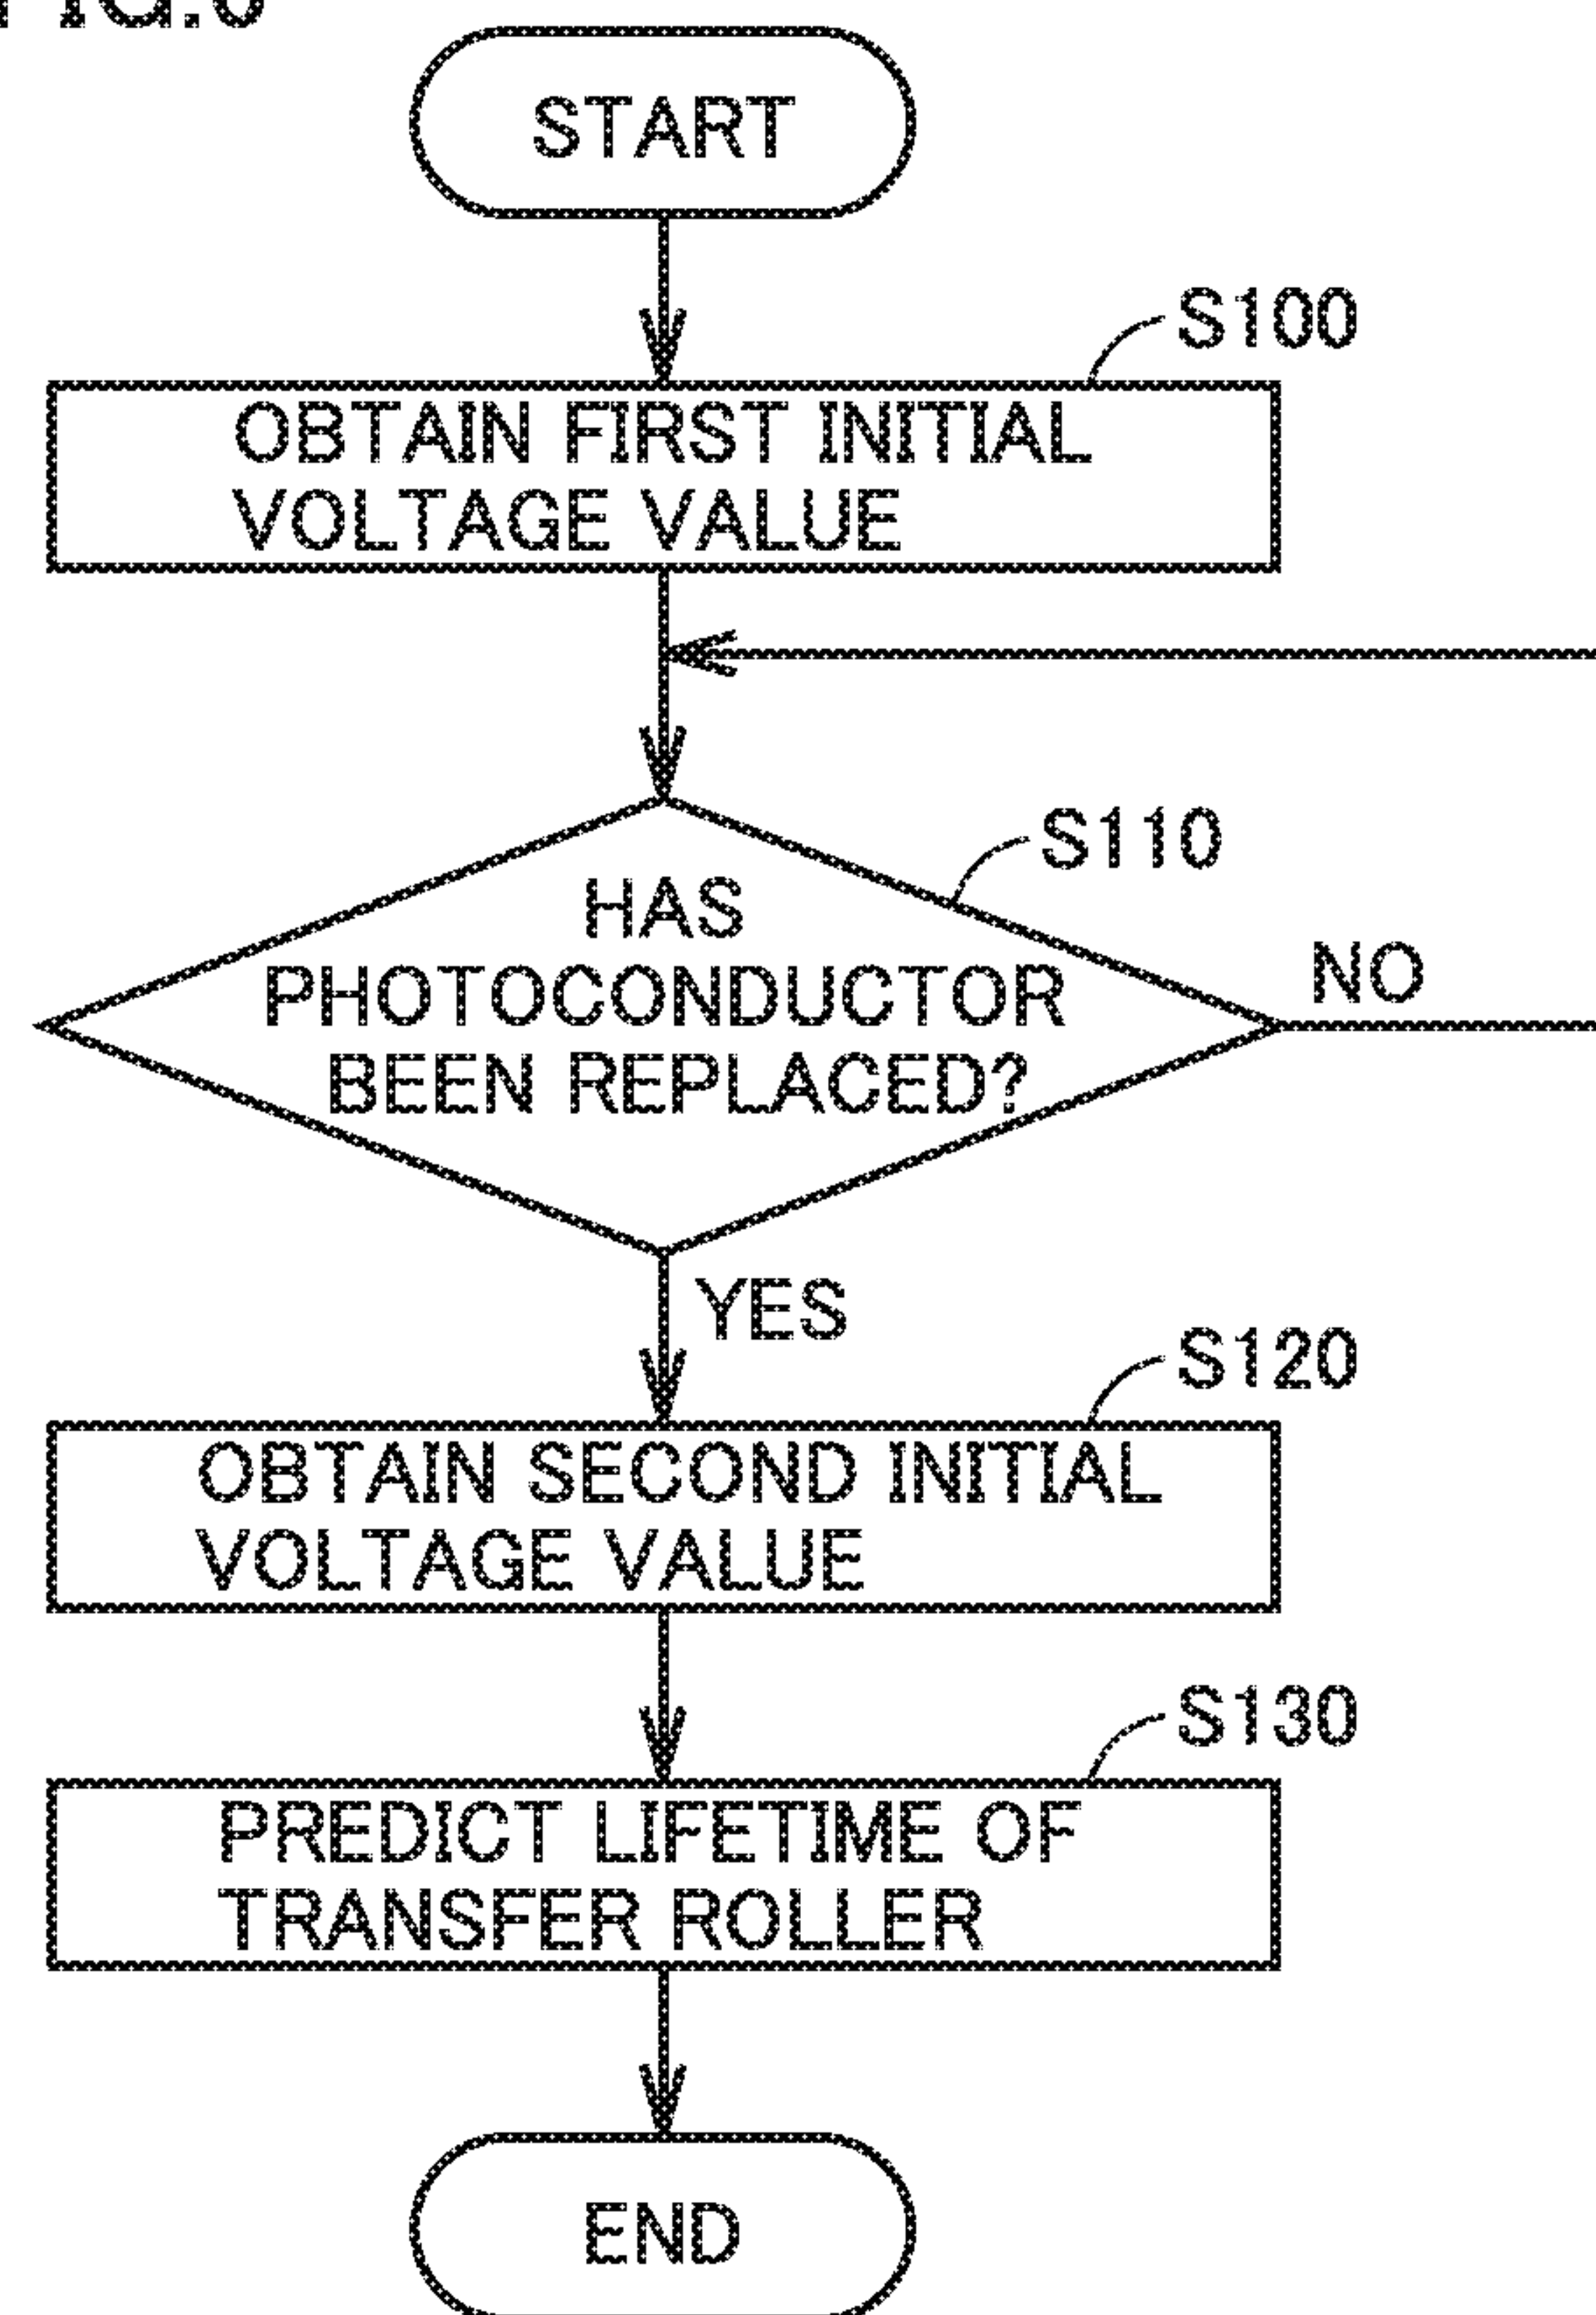 START
S100
OBTAIN FIRST INITIAL
VOLTAGE VALUE
S110
HAS
PHOTOCONDUCTOR
BEEN REPLACED?
NO
YES
S120
OBTAIN SECOND INITIAL
VOLTAGE VALUE
S130
PREDICT LIFETIME OF
TRANSFER ROLLER
END